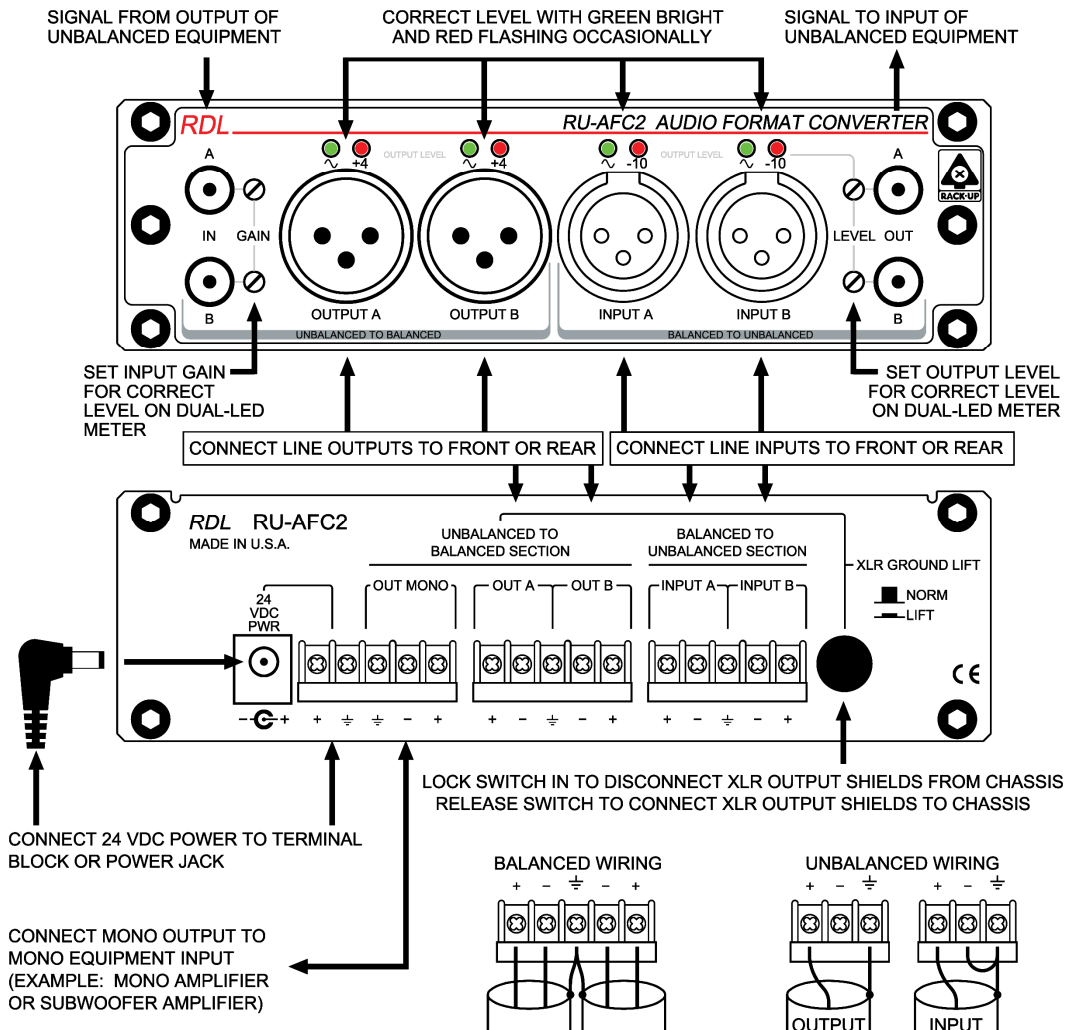 SIGNAL FROM OUTPUT OF
UNBALANCED EQUIPMENT
CORRECT LEVEL WITH GREEN BRIGHT
AND RED FLASHING OCCASIONALLY
SIGNAL TO INPUT OF
UNBALANCED EQUIPMENT
RDL
RU-AFC2 AUDIO FORMAT CONVERTER
A
+4
OUTPUT LEVEL
+4
-10
OUTPUT LEVEL
-10
A
RACK-UP
IN
GAIN
LEVEL
OUT
B
OUTPUT A
OUTPUT B
INPUT A
INPUT B
B
UNBALANCED TO BALANCED
BALANCED TO UNBALANCED
SET INPUT GAIN
FOR CORRECT
LEVEL ON DUAL-LED
METER
SET OUTPUT LEVEL
FOR CORRECT LEVEL
ON DUAL-LED METER
CONNECT LINE OUTPUTS TO FRONT OR REAR
CONNECT LINE INPUTS TO FRONT OR REAR
RDL RU-AFC2
MADE IN U.S.A.
UNBALANCED TO
BALANCED SECTION
BALANCED TO
UNBALANCED SECTION
XLR GROUND LIFT
NORM
LIFT
24
VDC
PWR
OUT MONO
OUT A
OUT B
INPUT A
INPUT B
CE
- +
+ ⏚ ⏚ - +
+ - ⏚ - +
+ - ⏚ - +
LOCK SWITCH IN TO DISCONNECT XLR OUTPUT SHIELDS FROM CHASSIS
RELEASE SWITCH TO CONNECT XLR OUTPUT SHIELDS TO CHASSIS
CONNECT 24 VDC POWER TO TERMINAL
BLOCK OR POWER JACK
CONNECT MONO OUTPUT TO
MONO EQUIPMENT INPUT
(EXAMPLE: MONO AMPLIFIER
OR SUBWOOFER AMPLIFIER)
BALANCED WIRING
+ - ⏚ - +
UNBALANCED WIRING
+ - ⏚
+ - ⏚
OUTPUT
INPUT